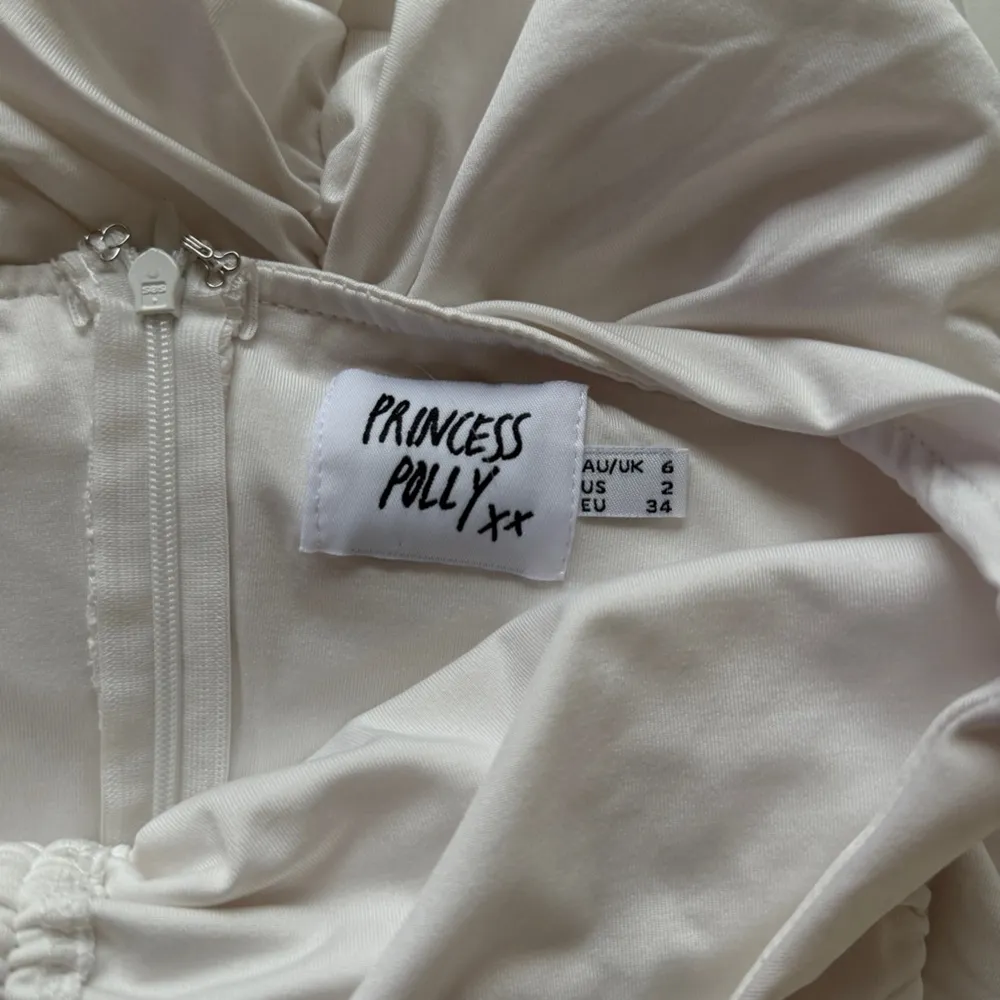 PRINCESS
POLLY xx
AU/UK 6
US 2
EU 34